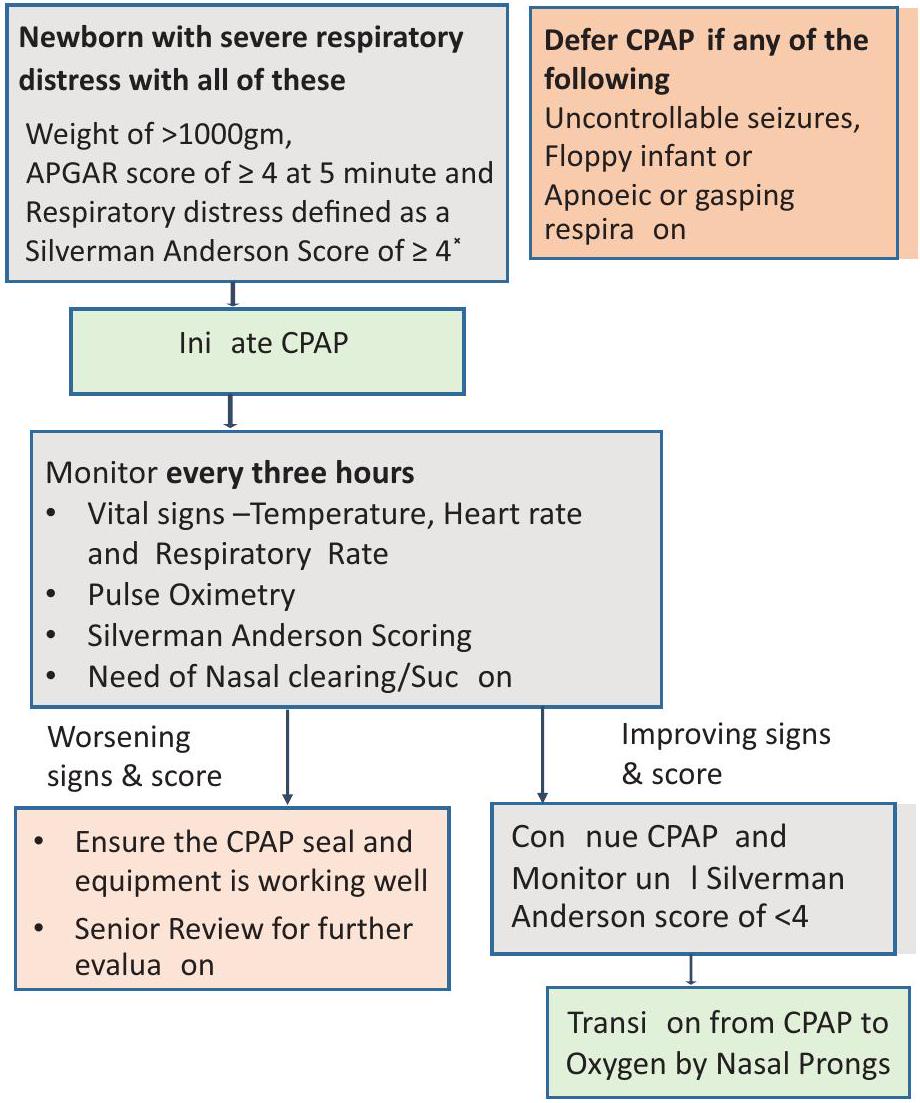 Newborn with severe respiratory
distress with all of these
Weight of >1000gm,
APGAR score of ≥ 4 at 5 minute and
Respiratory distress defined as a
Silverman Anderson Score of ≥ 4*
Defer CPAP if any of the
following
Uncontrollable seizures,
Floppy infant or
Apnoeic or gasping
respira on
Ini ate CPAP
Monitor every three hours
• Vital signs –Temperature, Heart rate
and Respiratory Rate
• Pulse Oximetry
• Silverman Anderson Scoring
• Need of Nasal clearing/Suc on
Worsening
signs & score
Improving signs
& score
• Ensure the CPAP seal and
equipment is working well
• Senior Review for further
evalua on
Con nue CPAP and
Monitor un l Silverman
Anderson score of <4
Transi on from CPAP to
Oxygen by Nasal Prongs